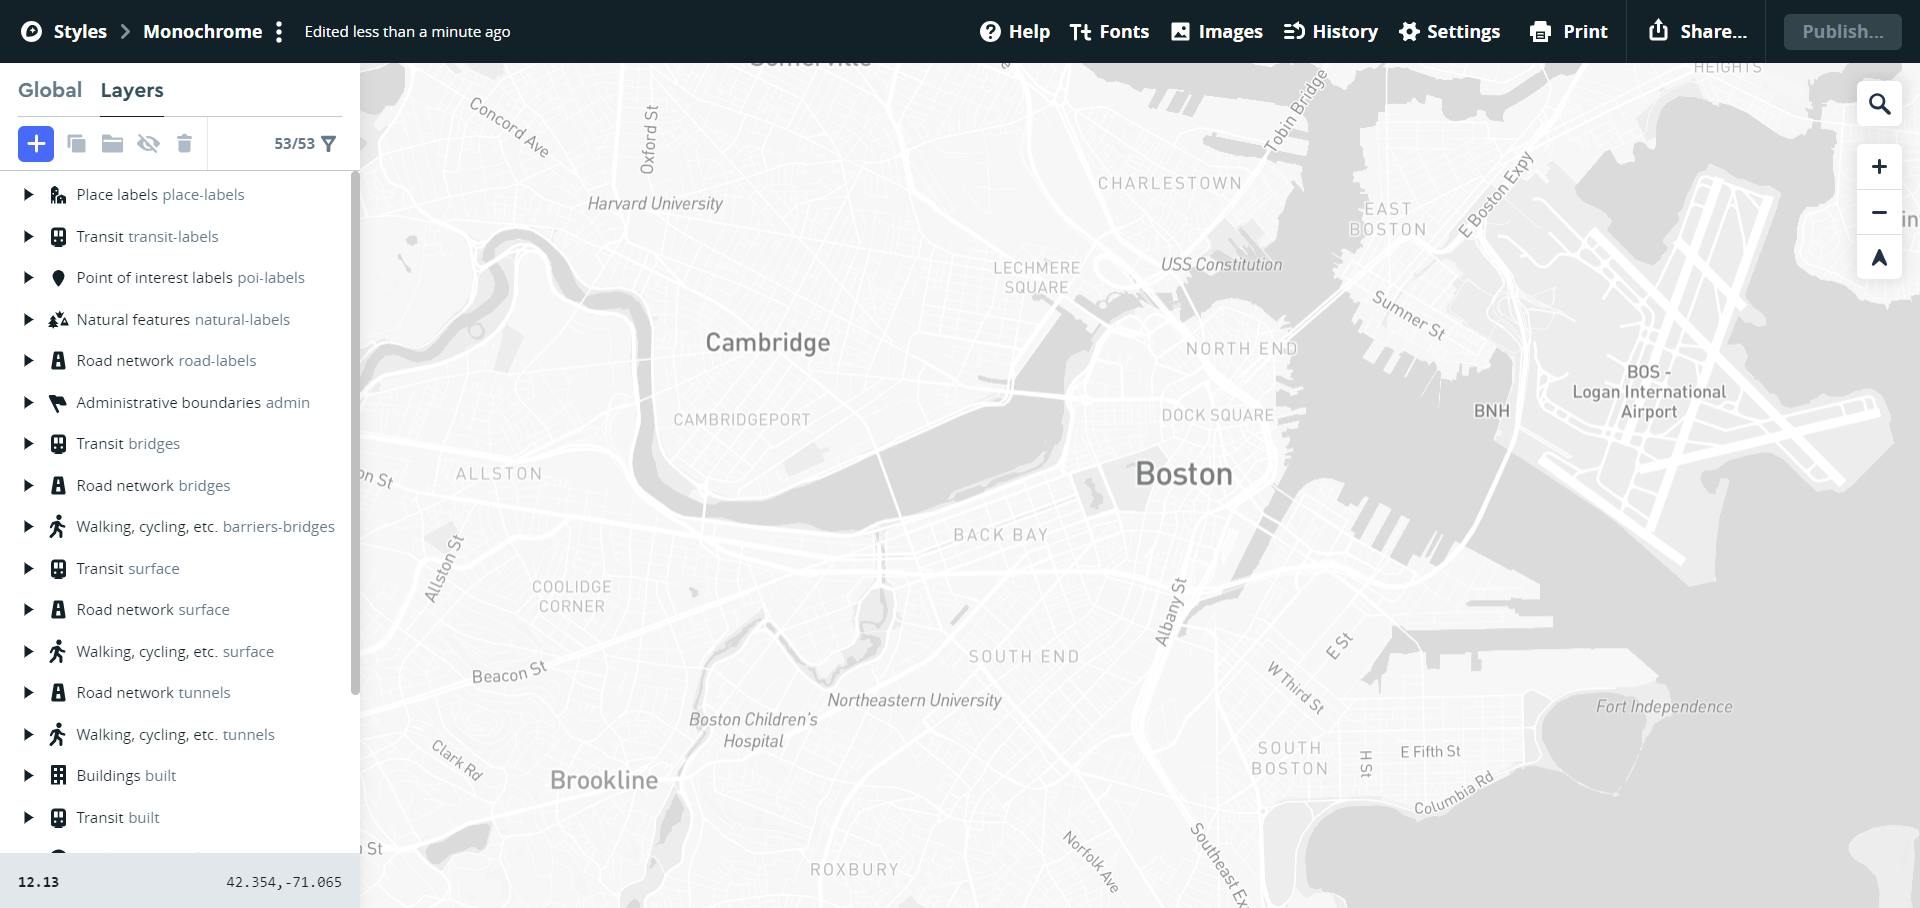 Styles
Monochrome
Edited less than a minute ago
Help
Fonts
Images
History
Settings
Print
Share...
Publish...
Global
Layers
53/53
Place labels place-labels
Transit transit-labels
Point of interest labels poi-labels
Natural features natural-labels
Road network road-labels
Administrative boundaries admin
Transit bridges
Road network bridges
Walking, cycling, etc. barriers-bridges
Transit surface
Road network surface
Walking, cycling, etc. surface
Road network tunnels
Walking, cycling, etc. tunnels
Buildings built
Transit built
12.13
42.354,-71.065
Somerville
HEIGHTS
Concord Ave
Oxford St
Tobin Bridge
Harvard University
CHARLESTOWN
EAST
BOSTON
E Boston Expy
LECHMERE
SQUARE
USS Constitution
Sumner St
Cambridge
NORTH END
BOS -
Logan International
Airport
BNH
CAMBRIDGEPORT
DOCK SQUARE
ALLSTON
on St
Boston
BACK BAY
Allston St
COOLIDGE
CORNER
Albany St
E St
SOUTH END
Beacon St
W Third St
Northeastern University
Fort Independence
Boston Children's
Hospital
Clark Rd
SOUTH
BOSTON
H St
E Fifth St
Columbia Rd
Brookline
St
ROXBURY
Norfolk Ave
Southeast Ex